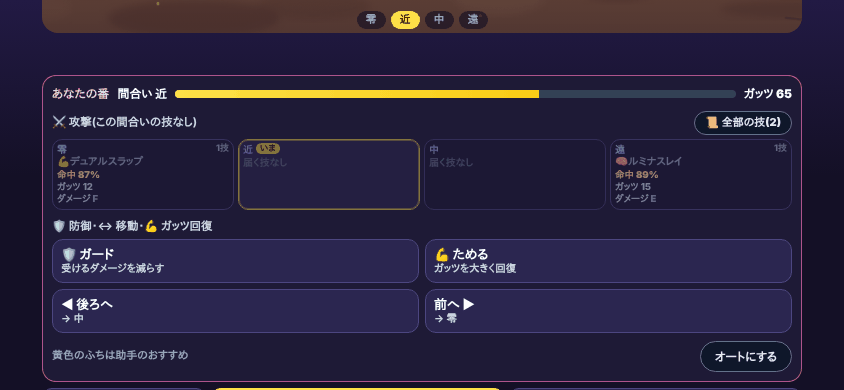 零 近 中 遠
あなたの番 間合い 近 ガッツ 65
⚔️ 攻撃(この間合いの技なし) 📜 全部の技(2)
零 1技
💪デュアルスラップ
命中 87%
ガッツ 12
ダメージ F
近 いま
届く技なし
中
届く技なし
遠 1技
🧠ルミナスレイ
命中 89%
ガッツ 15
ダメージ E
🛡️ 防御・↔ 移動・💪 ガッツ回復
🛡️ ガード
受けるダメージを減らす
💪 ためる
ガッツを大きく回復
◀ 後ろへ
→ 中
前へ ▶
→ 零
黄色のふちは助手のおすすめ
オートにする